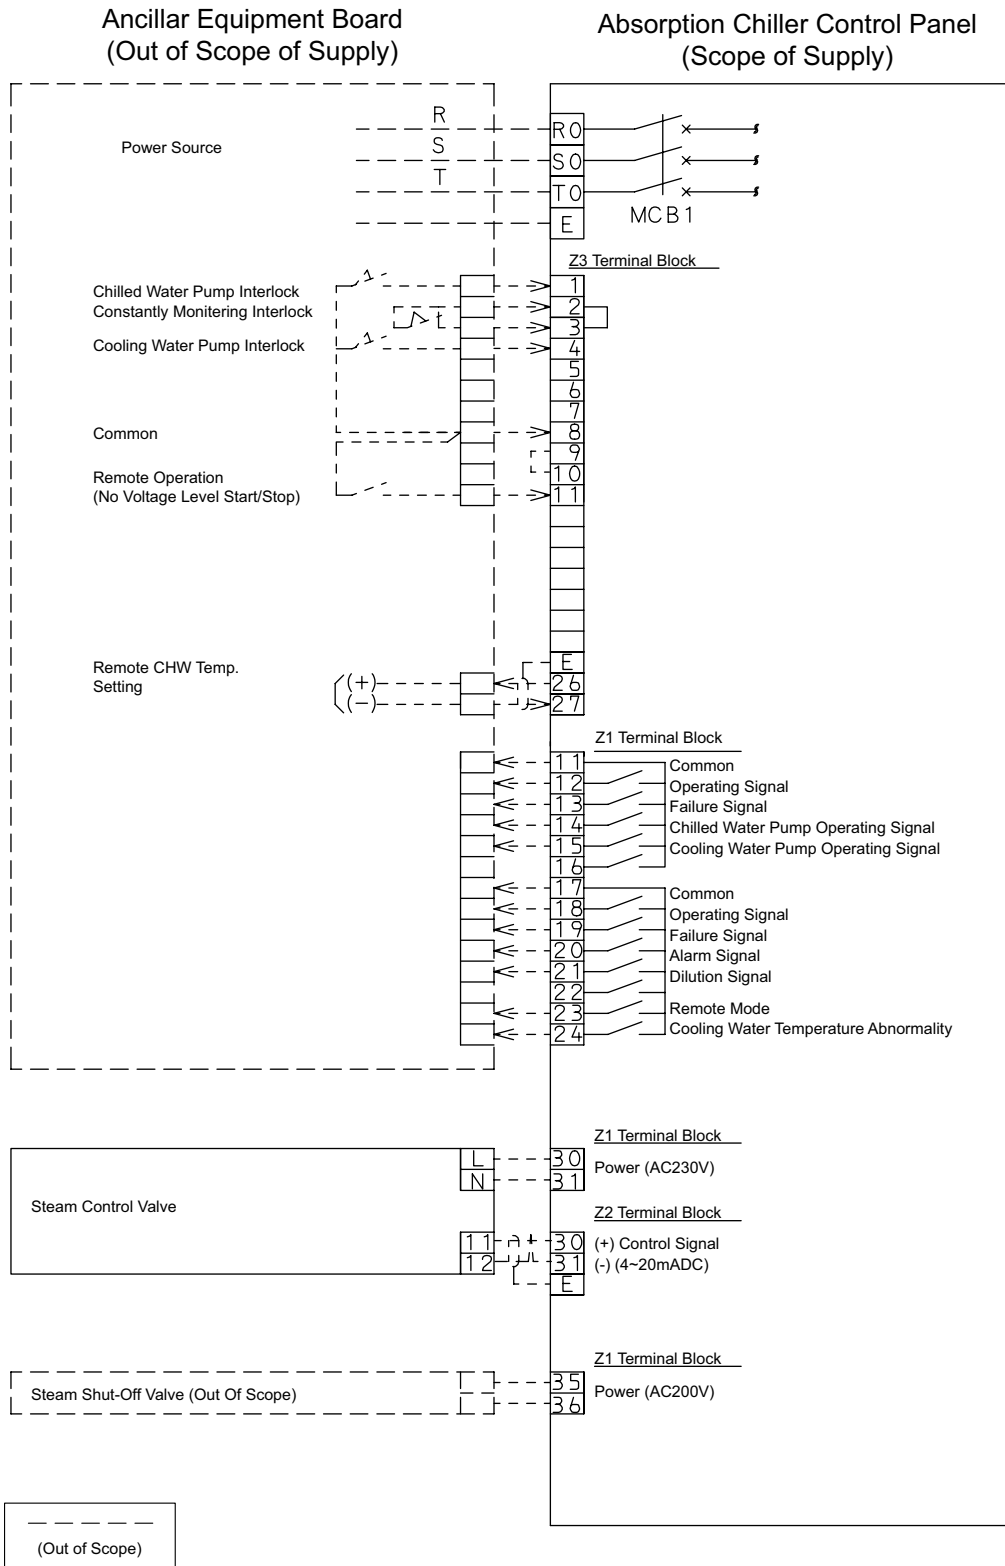 Ancillar Equipment Board
(Out of Scope of Supply)
Absorption Chiller Control Panel
(Scope of Supply)
Power Source
R
S
T
R0
S0
T0
E
MCB1
Z3 Terminal Block
Chilled Water Pump Interlock
Constantly Monitering Interlock
Cooling Water Pump Interlock
Common
Remote Operation
(No Voltage Level Start/Stop)
1
2
3
4
5
6
7
8
9
10
11
Remote CHW Temp.
Setting
(+)
(-)
E
26
27
Z1 Terminal Block
11
Common
12
Operating Signal
13
Failure Signal
14
Chilled Water Pump Operating Signal
15
Cooling Water Pump Operating Signal
16
17
Common
18
Operating Signal
19
Failure Signal
20
Alarm Signal
21
Dilution Signal
22
23
Remote Mode
24
Cooling Water Temperature Abnormality
Steam Control Valve
L
N
11
12
Z1 Terminal Block
30
31
Power (AC230V)
Z2 Terminal Block
30
31
E
(+) Control Signal
(-) (4~20mADC)
Steam Shut-Off Valve (Out Of Scope)
Z1 Terminal Block
35
36
Power (AC200V)
(Out of Scope)